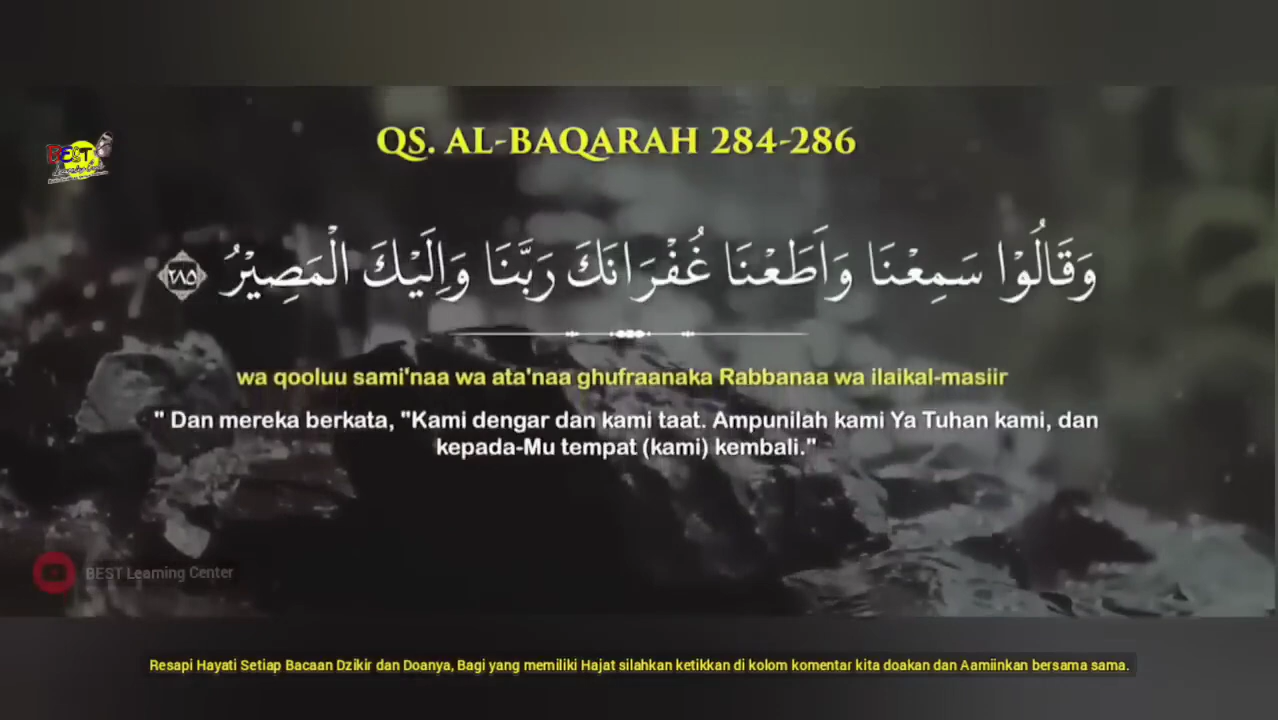 BEST
QS. AL-BAQARAH 284-286
وَقَالُوْا سَمِعْنَا وَاَطَعْنَا غُفْرَانَكَ رَبَّنَا وَاِلَيْكَ الْمَصِيْرُ ٢٨٥
wa qooluu sami'naa wa ata'naa ghufraanaka Rabbanaa wa ilaikal-masiir
" Dan mereka berkata, "Kami dengar dan kami taat. Ampunilah kami Ya Tuhan kami, dan
kepada-Mu tempat (kami) kembali."
BEST Learning Center
Resapi Hayati Setiap Bacaan Dzikir dan Doanya, Bagi yang memiliki Hajat silahkan ketikkan di kolom komentar kita doakan dan Aamiinkan bersama sama.